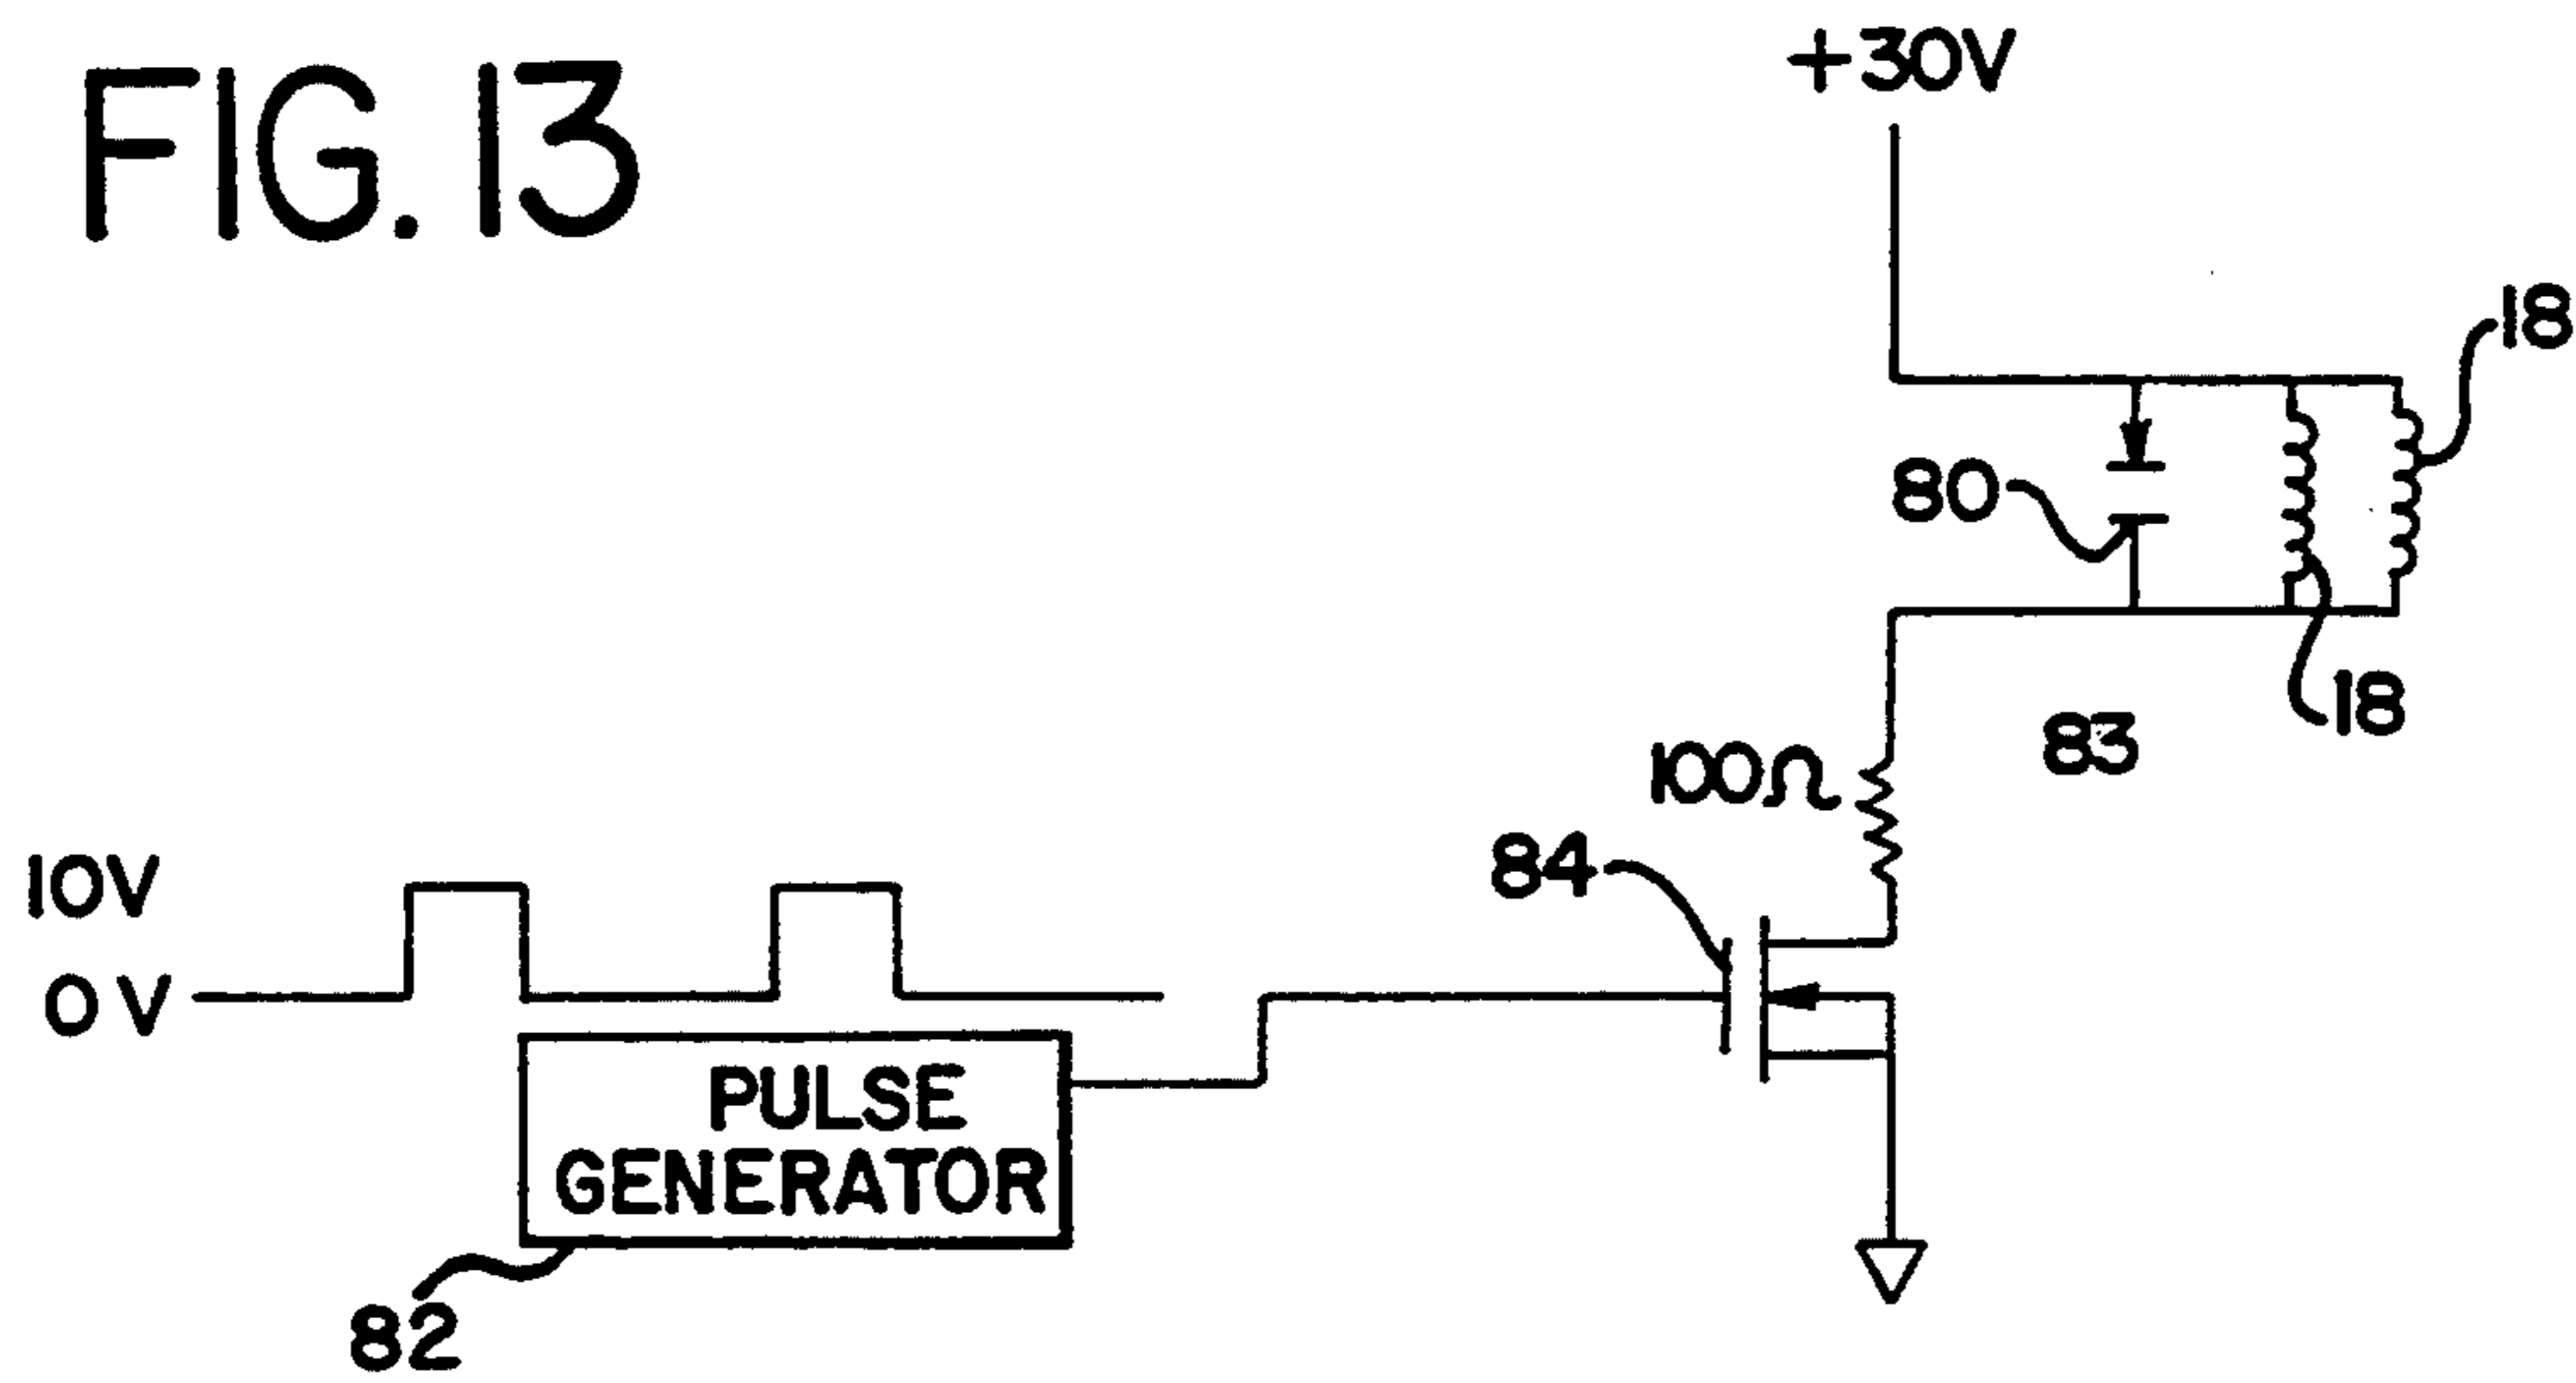 FIG. 13
+30V
18
80
18
83
100Ω
84
10V
0V
PULSE
GENERATOR
82